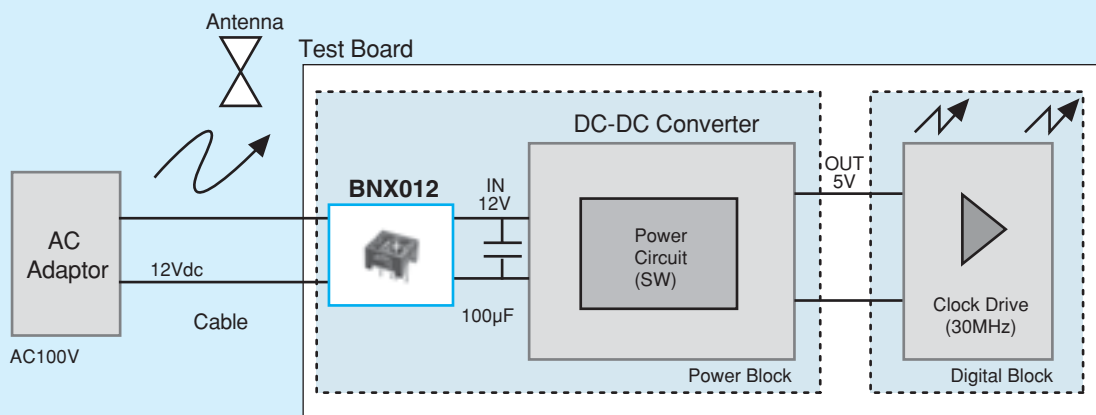 Antenna
Test Board
DC-DC Converter
BNX012
IN
12V
OUT
5V
AC
Adaptor
12Vdc
Cable
AC100V
100μF
Power
Circuit
(SW)
Power Block
Clock Drive
(30MHz)
Digital Block